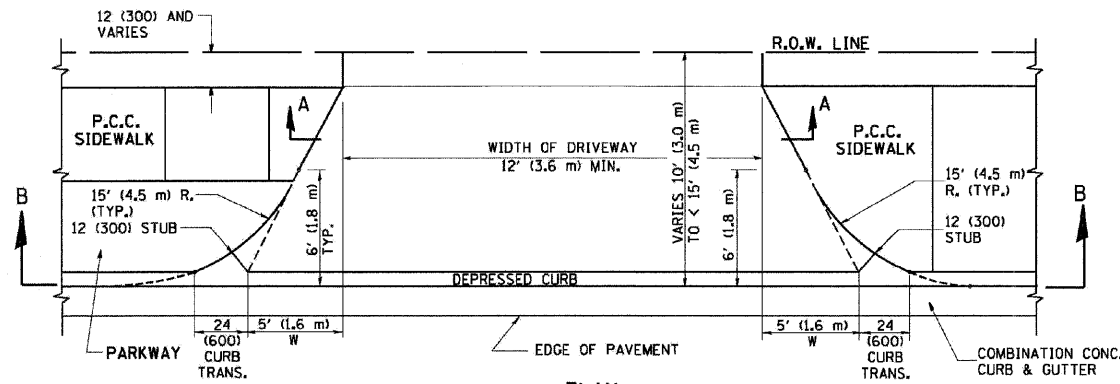 12 (300) AND
VARIES
R.O.W. LINE
A
A
P.C.C.
SIDEWALK
P.C.C.
SIDEWALK
WIDTH OF DRIVEWAY
12' (3.6 m) MIN.
VARIES 10' (3.0 m)
TO < 15' (4.5 m)
B
B
15' (4.5 m) R.
(TYP.)
12 (300) STUB
6' (1.8 m)
TYP.
6' (1.8 m)
15' (4.5 m)
R. (TYP.)
12 (300)
STUB
DEPRESSED CURB
24
(600)
CURB
TRANS.
5' (1.6 m)
W
5' (1.6 m)
W
24
(600)
CURB
TRANS.
PARKWAY
EDGE OF PAVEMENT
COMBINATION CONC.
CURB & GUTTER